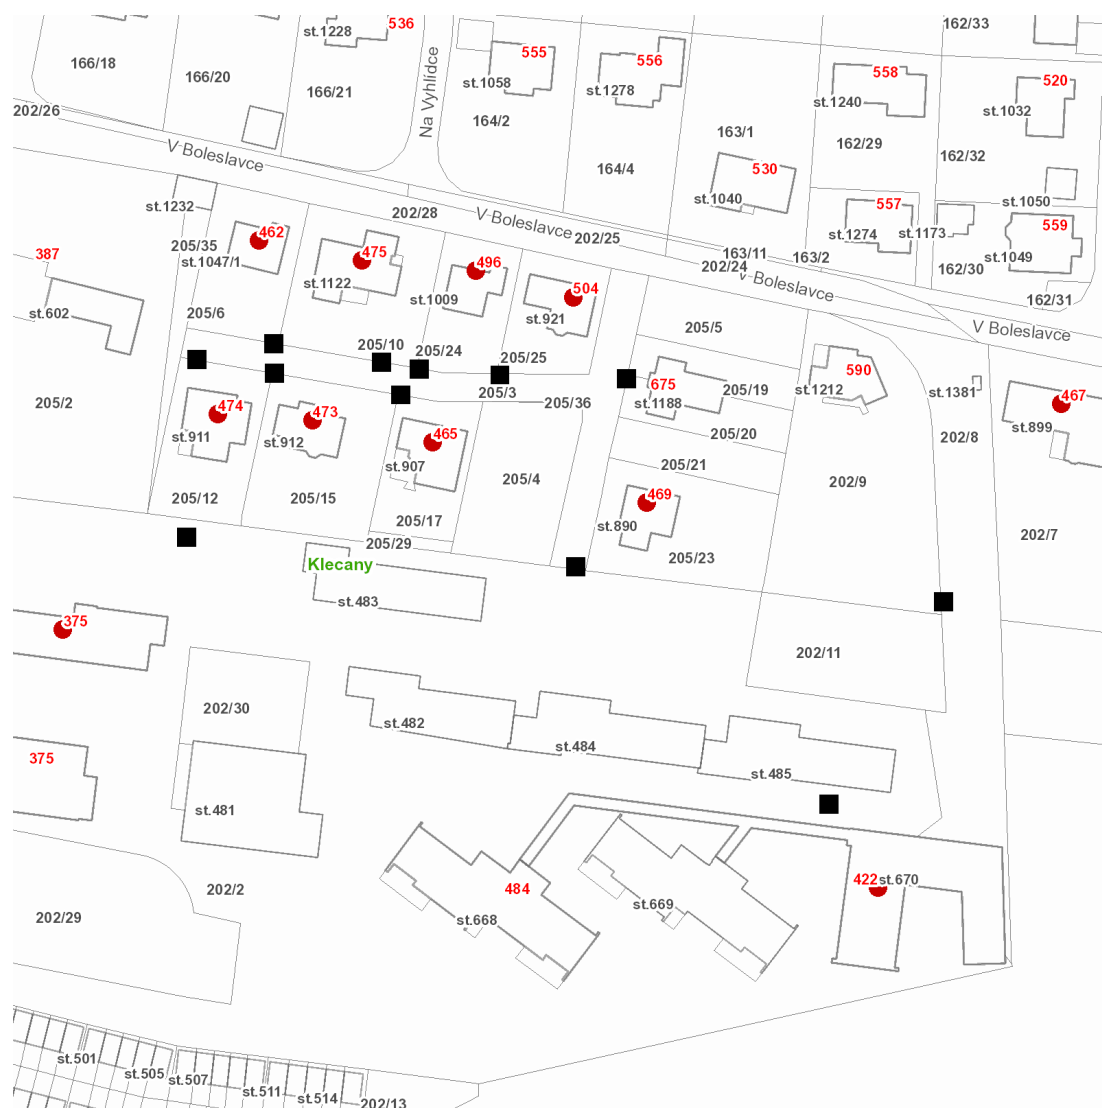 536
162/33
st.1228
555
556
166/18
166/20
166/21
st.1058
st.1278
Na Vyhlídce
558
520
st.1240
st.1032
202/26
164/2
163/1
162/29
162/32
V Boleslavce
164/4
530
st.1040
st.1232
202/28
V Boleslavce
202/25
557
st.1050
462
205/35
st.1274
st.1173
559
387
475
496
163/11
163/2
st.1049
st.1047/1
202/24
162/30
st.1122
504
V Boleslavce
st.602
205/6
st.1009
st.921
162/31
205/5
V Boleslavce
205/10
205/24
205/25
590
205/2
675
205/19
st.1212
st.1381
467
205/3
205/36
st.1188
474
473
465
st.911
st.912
205/20
202/8
st.899
st.907
205/21
205/4
202/9
205/12
205/15
469
205/17
st.890
202/7
205/29
205/23
Klecany
st.483
375
202/11
202/30
st.482
st.484
375
st.485
st.481
484
422
st.670
202/2
st.669
202/29
st.668
st.501
st.505
st.507
st.511
st.514
202/13